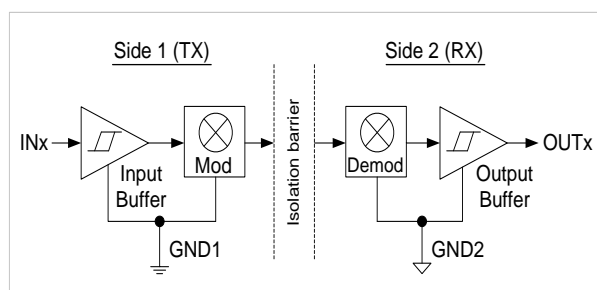 Side 1 (TX)
Side 2 (RX)
INx
Input
Buffer
Mod
GND1
Isolation barrier
Demod
Output
Buffer
OUTx
GND2